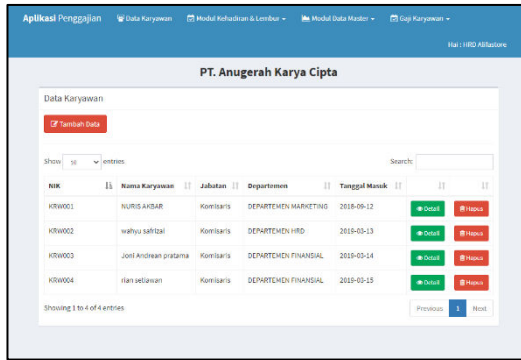 Aplikasi Penggajian Data Karyawan Modul Kehadiran & Lembur Modul Data Master Gaji Karyawan
Hai : HRD Alifastore
PT. Anugerah Karya Cipta
Data Karyawan
Tambah Data
Show 10 entries
Search:
NIK Nama Karyawan Jabatan Departemen Tanggal Masuk
KRW001 NURIS AKBAR Komisaris DEPARTEMEN MARKETING 2018-09-12 Detail Hapus
KRW002 wahyu safrizal Komisaris DEPARTEMEN HRD 2019-03-13 Detail Hapus
KRW003 Joni Andrean pratama Komisaris DEPARTEMEN FINANSIAL 2019-03-14 Detail Hapus
KRW004 rian setiawan Komisaris DEPARTEMEN FINANSIAL 2019-03-15 Detail Hapus
Showing 1 to 4 of 4 entries
Previous 1 Next